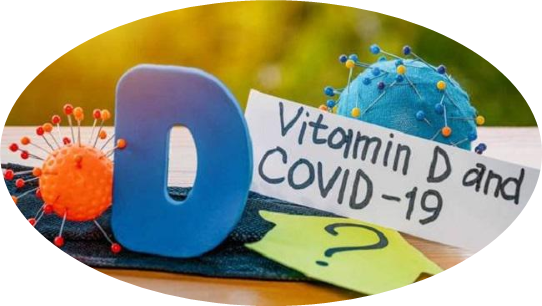 D
Vitamin D and
COVID-19
?